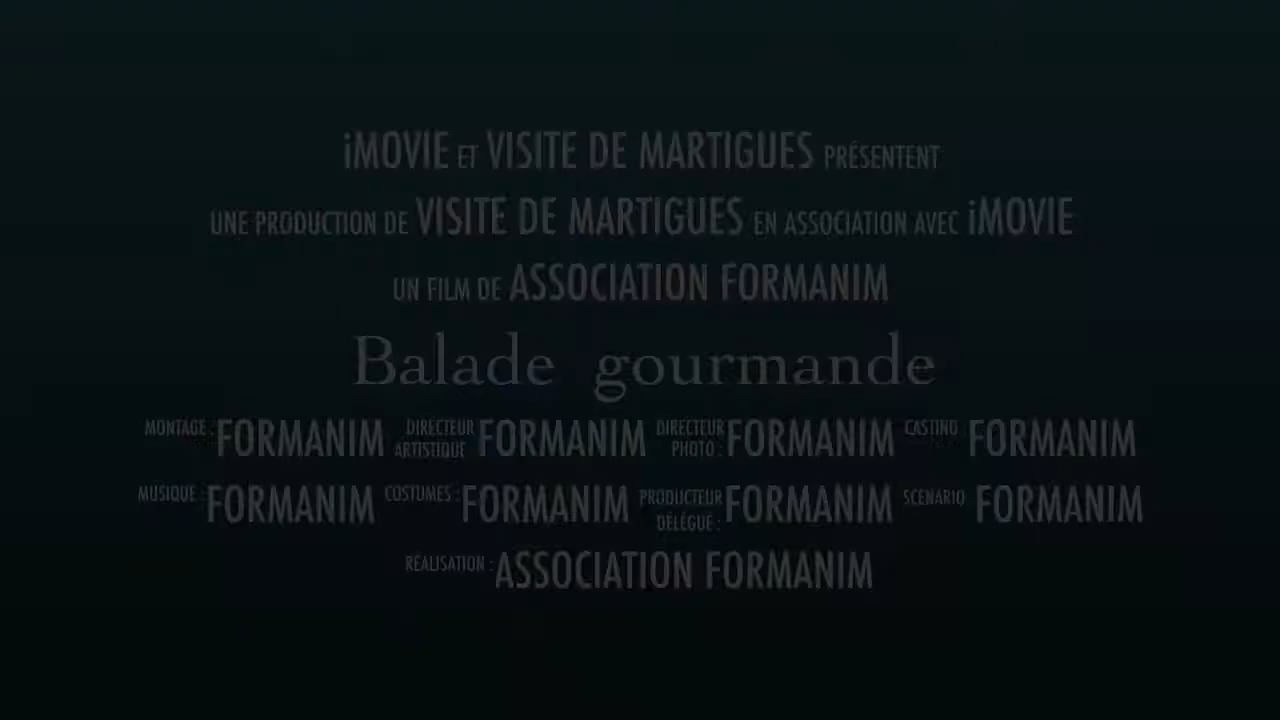 iMOVIE ET VISITE DE MARTIGUES PRÉSENTENT
UNE PRODUCTION DE VISITE DE MARTIGUES EN ASSOCIATION AVEC iMOVIE
UN FILM DE ASSOCIATION FORMANIM
Balade gourmande
MONTAGE : FORMANIM DIRECTEUR ARTISTIQUE FORMANIM DIRECTEUR PHOTO : FORMANIM CASTING FORMANIM
MUSIQUE : FORMANIM COSTUMES : FORMANIM PRODUCTEUR DÉLÉGUÉ : FORMANIM SCÉNARIO FORMANIM
RÉALISATION : ASSOCIATION FORMANIM